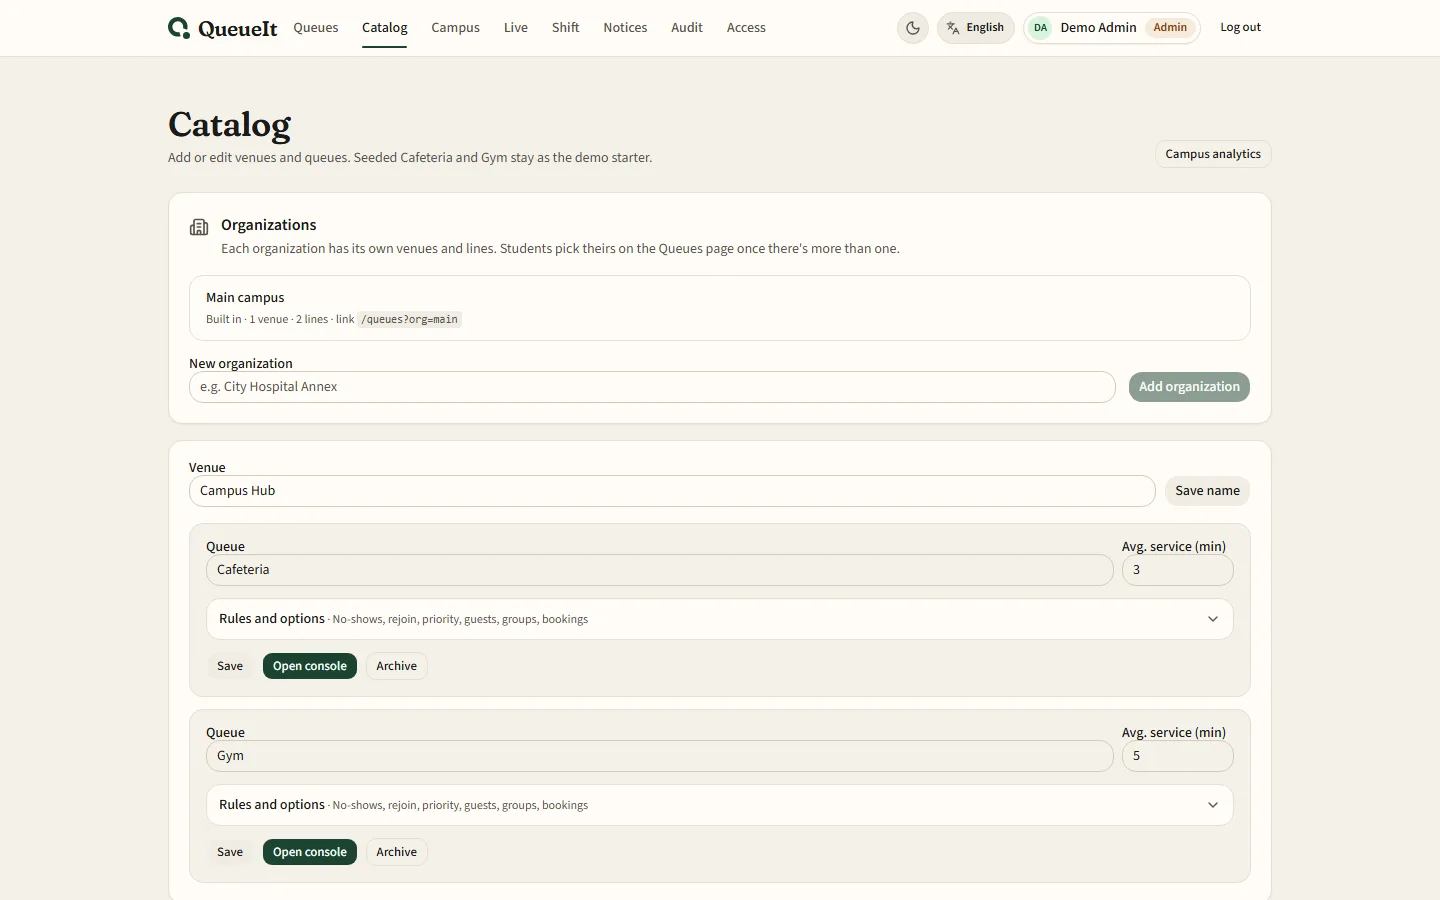 QueueIt Queues Catalog Campus Live Shift Notices Audit Access English DA Demo Admin Admin Log out
Catalog
Add or edit venues and queues. Seeded Cafeteria and Gym stay as the demo starter.
Campus analytics
Organizations
Each organization has its own venues and lines. Students pick theirs on the Queues page once there's more than one.
Main campus
Built in · 1 venue · 2 lines · link /queues?org=main
New organization
e.g. City Hospital Annex Add organization
Venue
Campus Hub Save name
Queue Avg. service (min)
Cafeteria 3
Rules and options · No-shows, rejoin, priority, guests, groups, bookings
Save Open console Archive
Queue Avg. service (min)
Gym 5
Rules and options · No-shows, rejoin, priority, guests, groups, bookings
Save Open console Archive